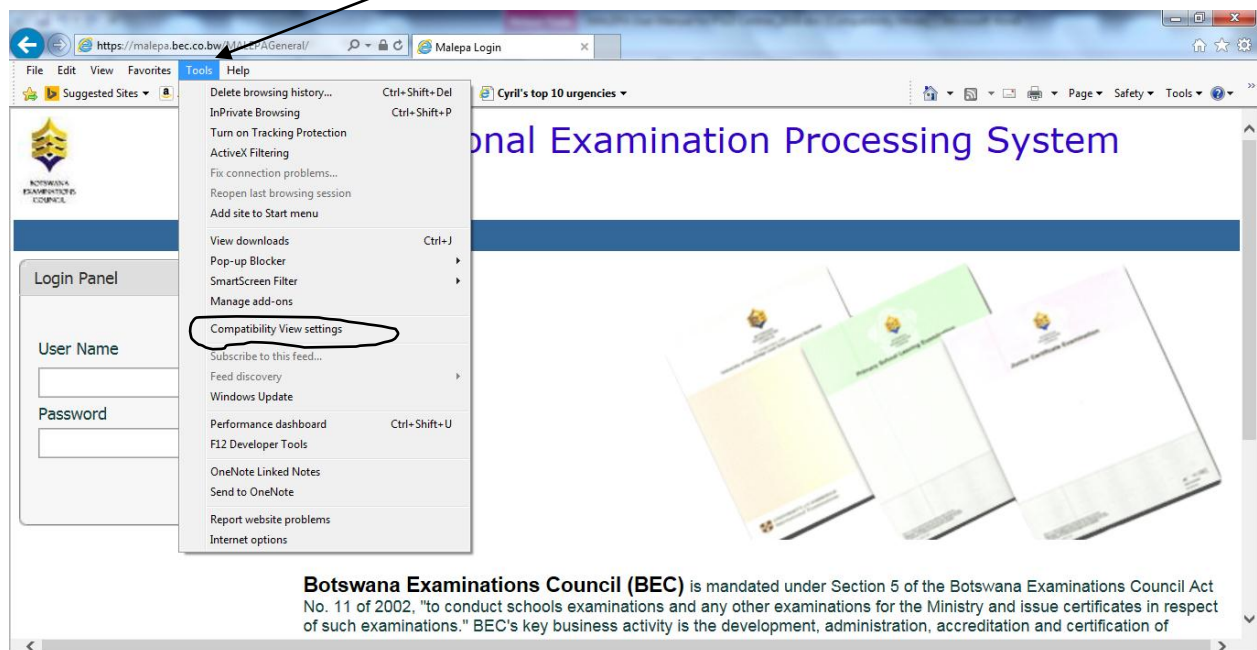 https://malepa.bec.co.bw/MALEPAGeneral/
Malepa Login
File Edit View Favorites Tools Help
Suggested Sites
Cyril's top 10 urgencies
Page Safety Tools
Delete browsing history... Ctrl+Shift+Del
InPrivate Browsing Ctrl+Shift+P
Turn on Tracking Protection
ActiveX Filtering
Fix connection problems...
Reopen last browsing session
Add site to Start menu
View downloads Ctrl+J
Pop-up Blocker
SmartScreen Filter
Manage add-ons
Compatibility View settings
Subscribe to this feed...
Feed discovery
Windows Update
Performance dashboard Ctrl+Shift+U
F12 Developer Tools
OneNote Linked Notes
Send to OneNote
Report website problems
Internet options
onal Examination Processing System
BOTSWANA
EXAMINATIONS
COUNCIL
Login Panel
User Name
Password
Primary School Leaving Examination
Junior Certificate Examination
Botswana Examinations Council (BEC) is mandated under Section 5 of the Botswana Examinations Council Act
No. 11 of 2002, "to conduct schools examinations and any other examinations for the Ministry and issue certificates in respect
of such examinations." BEC's key business activity is the development, administration, accreditation and certification of